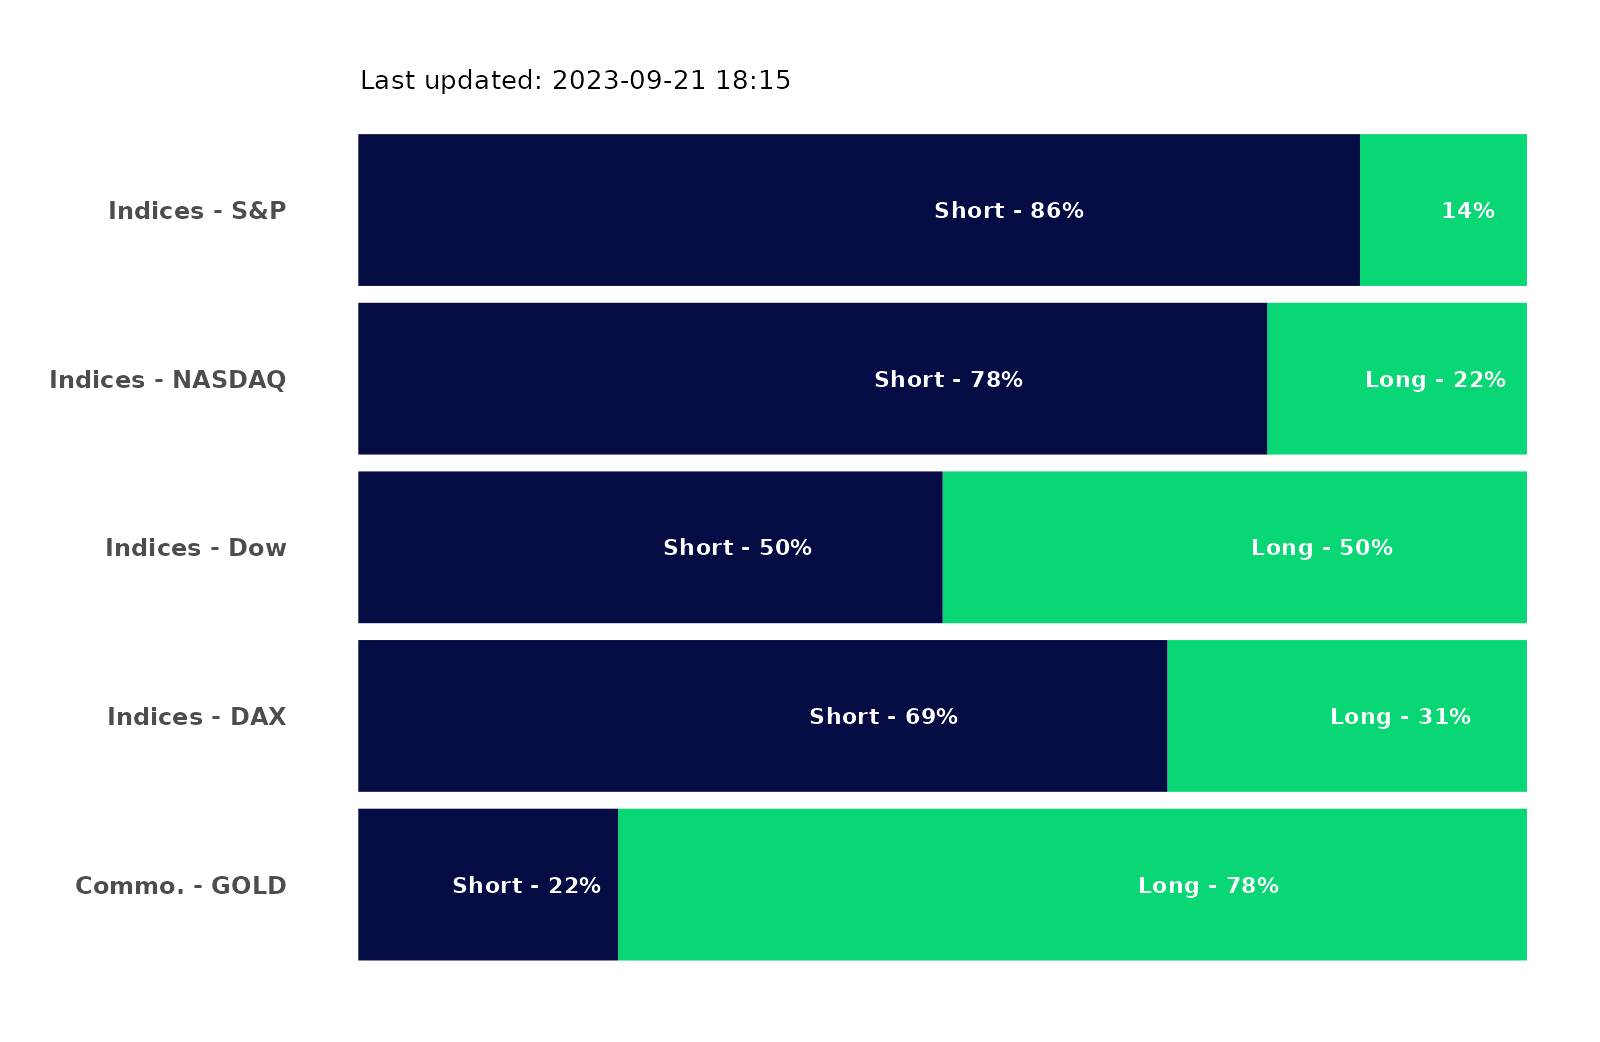 Last updated: 2023-09-21 18:15
Indices - S&P Short - 86% 14%
Indices - NASDAQ Short - 78% Long - 22%
Indices - Dow Short - 50% Long - 50%
Indices - DAX Short - 69% Long - 31%
Commo. - GOLD Short - 22% Long - 78%